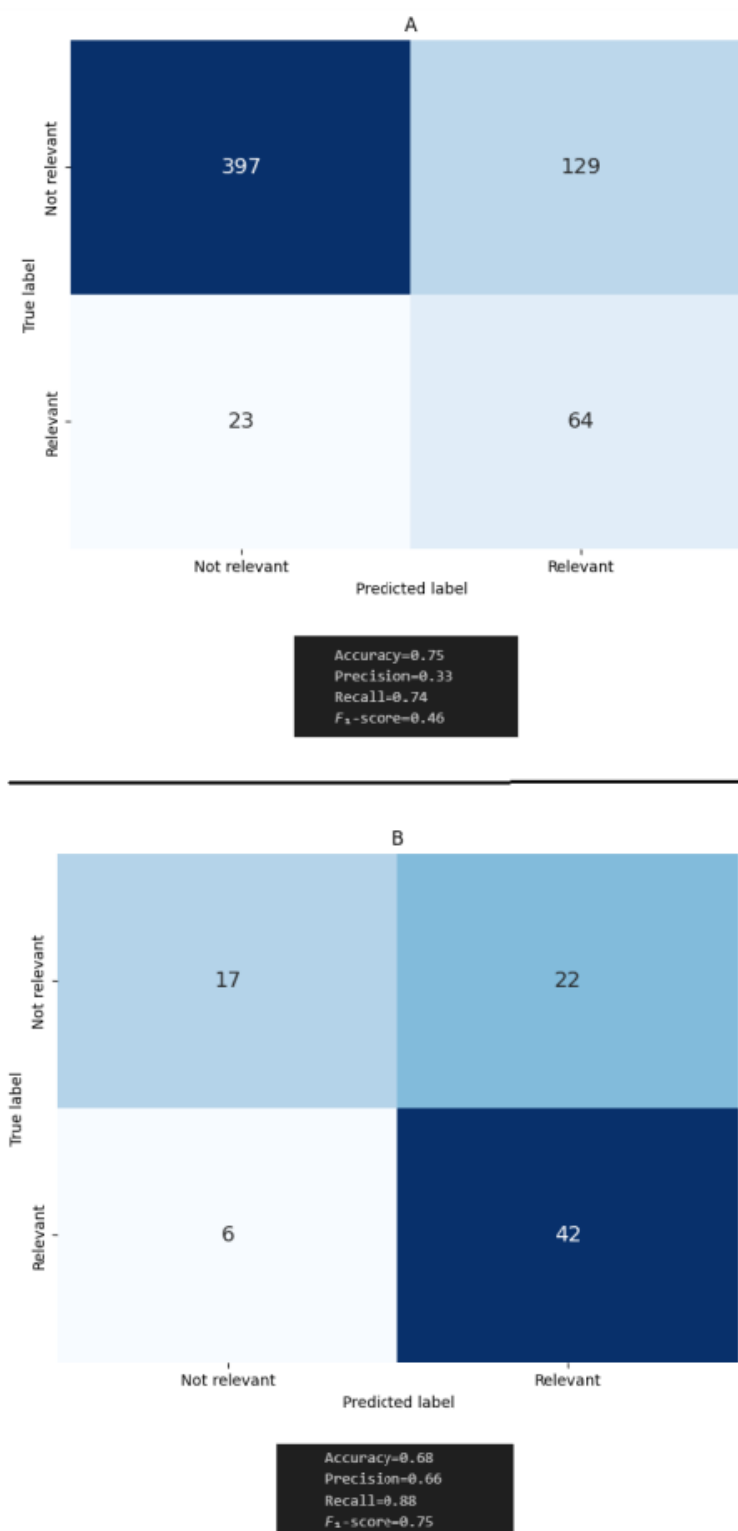 A
Not relevant
397
129
True label
Relevant
23
64
Not relevant
Relevant
Predicted label
Accuracy=0.75
Precision=0.33
Recall=0.74
F₁-score=0.46
B
Not relevant
17
22
True label
Relevant
6
42
Not relevant
Relevant
Predicted label
Accuracy=0.68
Precision=0.66
Recall=0.88
F₁-score=0.75